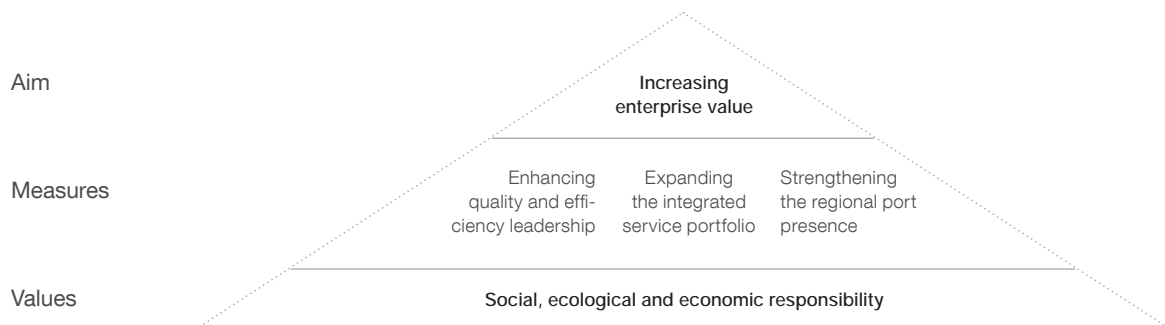 Aim
Increasing
enterprise value
Measures
Enhancing
quality and effi-
ciency leadership
Expanding
the integrated
service portfolio
Strengthening
the regional port
presence
Values
Social, ecological and economic responsibility